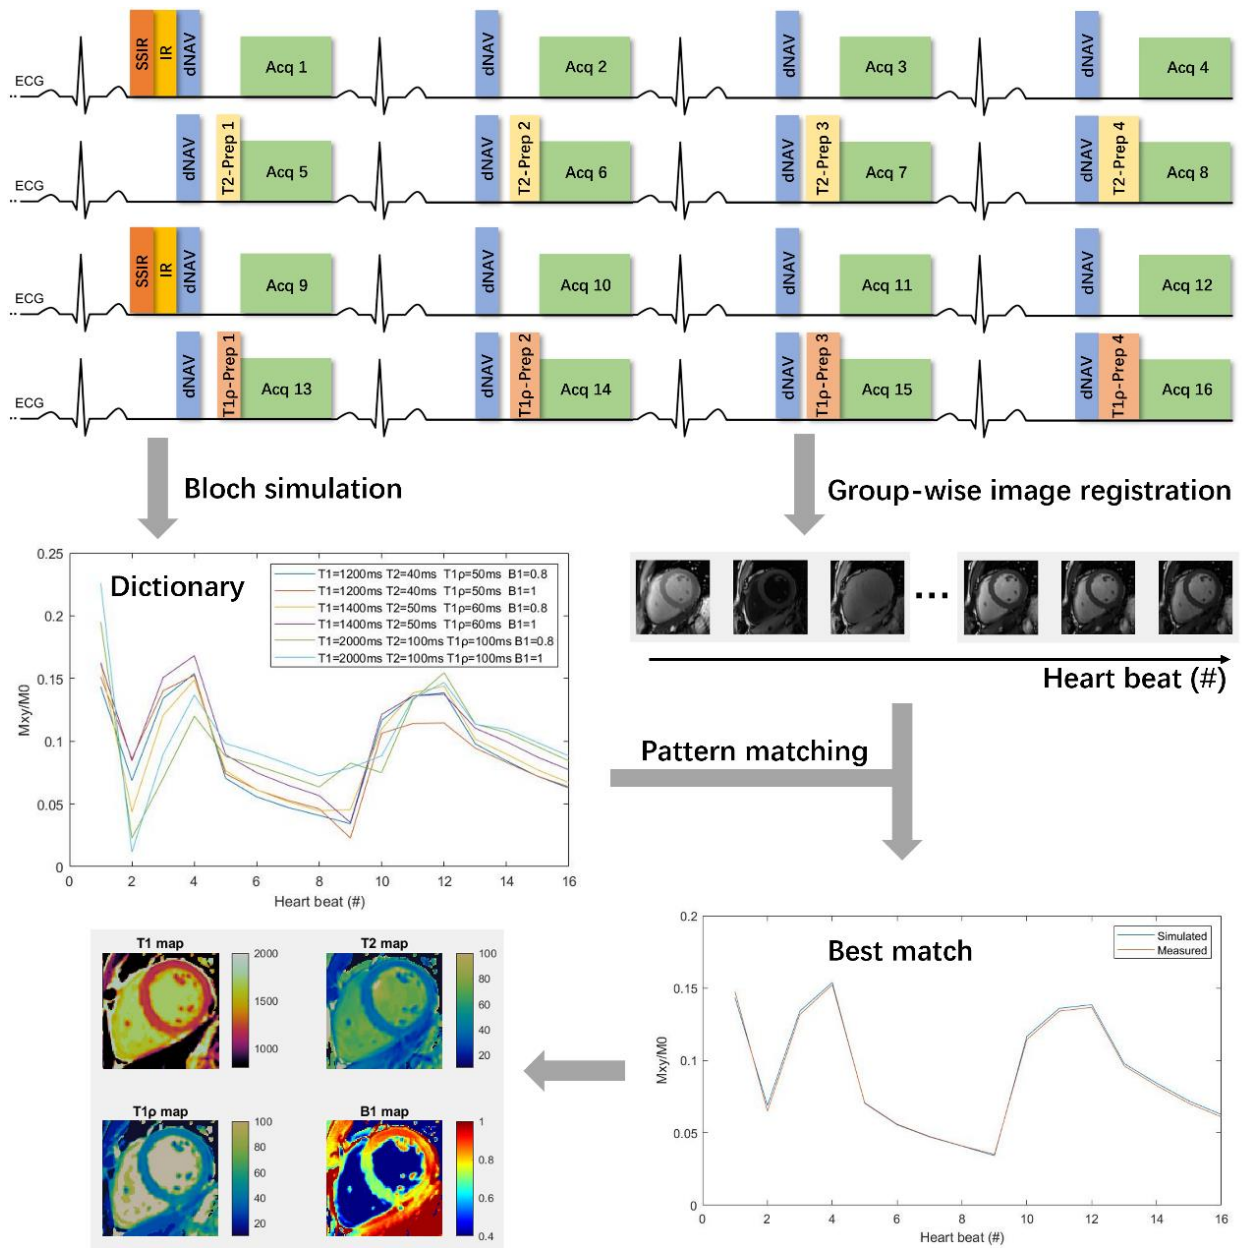 SSIR IR dNAV Acq 1 dNAV Acq 2 dNAV Acq 3 dNAV Acq 4
ECG
dNAV T2-Prep 1 Acq 5 dNAV T2-Prep 2 Acq 6 dNAV T2-Prep 3 Acq 7 dNAV T2-Prep 4 Acq 8
ECG
SSIR IR dNAV Acq 9 dNAV Acq 10 dNAV Acq 11 dNAV Acq 12
ECG
dNAV T1ρ-Prep 1 Acq 13 dNAV T1ρ-Prep 2 Acq 14 dNAV T1ρ-Prep 3 Acq 15 dNAV T1ρ-Prep 4 Acq 16
ECG
Bloch simulation
Group-wise image registration
Dictionary
T1=1200ms T2=40ms T1ρ=50ms B1=0.8
T1=1200ms T2=40ms T1ρ=50ms B1=1
T1=1400ms T2=50ms T1ρ=60ms B1=0.8
T1=1400ms T2=50ms T1ρ=60ms B1=1
T1=2000ms T2=100ms T1ρ=100ms B1=0.8
T1=2000ms T2=100ms T1ρ=100ms B1=1
0.25
0.2
0.15
0.1
0.05
0
Mxy/M0
0 2 4 6 8 10 12 14 16
Heart beat (#)
...
Heart beat (#)
Pattern matching
Best match
Simulated
Measured
0.2
0.15
0.1
0.05
0
Mxy/M0
0 2 4 6 8 10 12 14 16
Heart beat (#)
T1 map
2000
1500
1000
T2 map
100
80
60
40
20
T1ρ map
100
80
60
40
20
B1 map
1
0.8
0.6
0.4